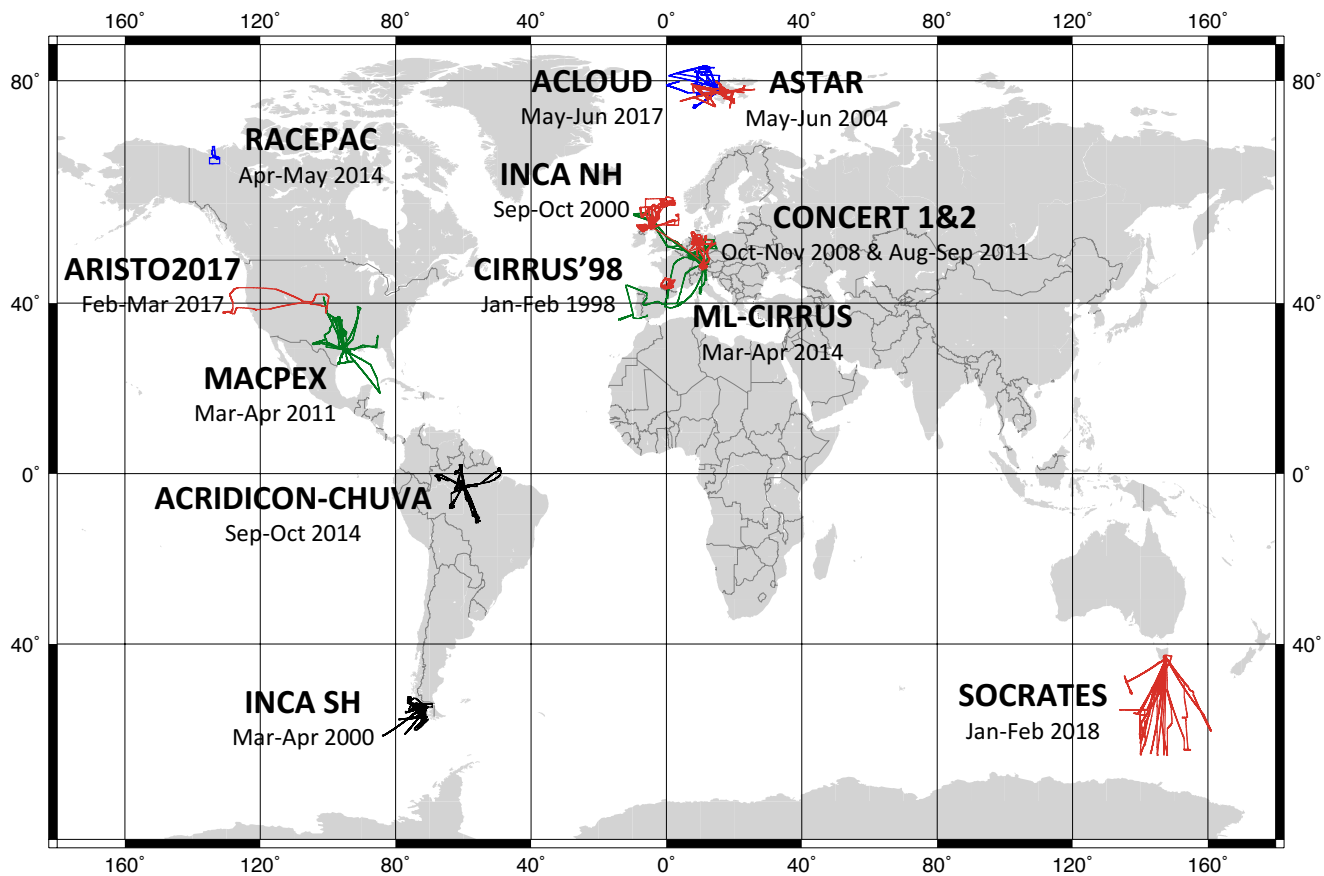 160˚ 120˚ 80˚ 40˚ 0˚ 40˚ 80˚ 120˚ 160˚
80˚ 80˚
ACLOUD
May-Jun 2017
ASTAR
May-Jun 2004
RACEPAC
Apr-May 2014
INCA NH
Sep-Oct 2000
CONCERT 1&2
Oct-Nov 2008 & Aug-Sep 2011
ARISTO2017
Feb-Mar 2017
CIRRUS’98
Jan-Feb 1998
40˚ 40˚
ML-CIRRUS
Mar-Apr 2014
MACPEX
Mar-Apr 2011
0˚ 0˚
ACRIDICON-CHUVA
Sep-Oct 2014
40˚ 40˚
INCA SH
Mar-Apr 2000
SOCRATES
Jan-Feb 2018
160˚ 120˚ 80˚ 40˚ 0˚ 40˚ 80˚ 120˚ 160˚